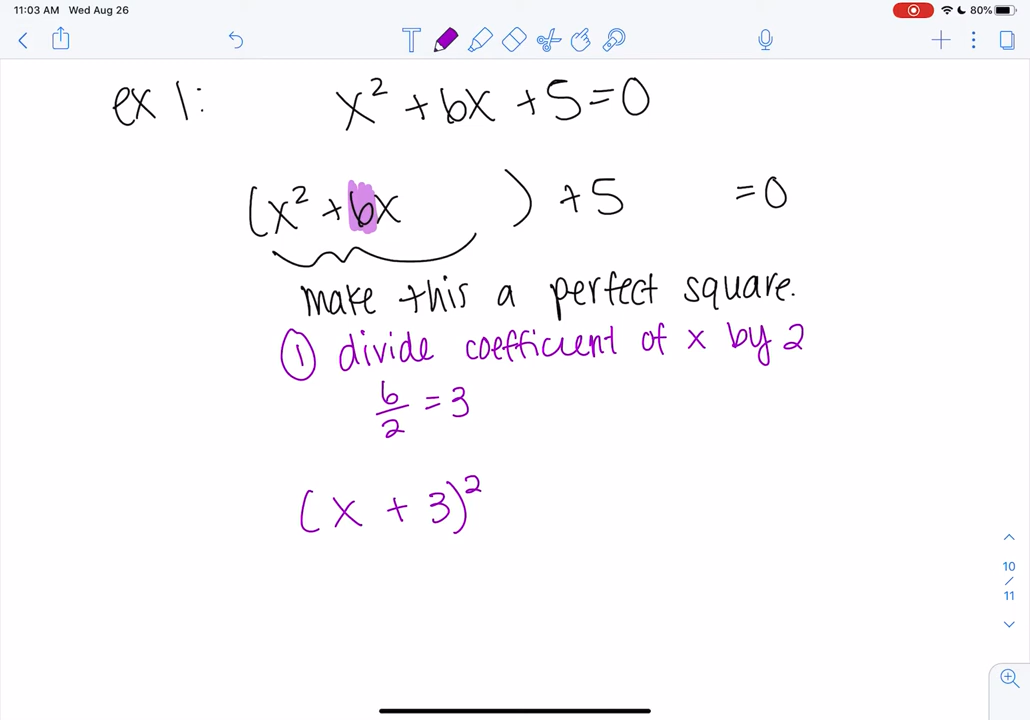 11:03 AM Wed Aug 26 80%
ex 1: x² + 6x + 5 = 0
(x² + 6x ) + 5 = 0
make this a perfect square.
① divide coefficient of x by 2
6/2 = 3
(x + 3)²
10
/
11